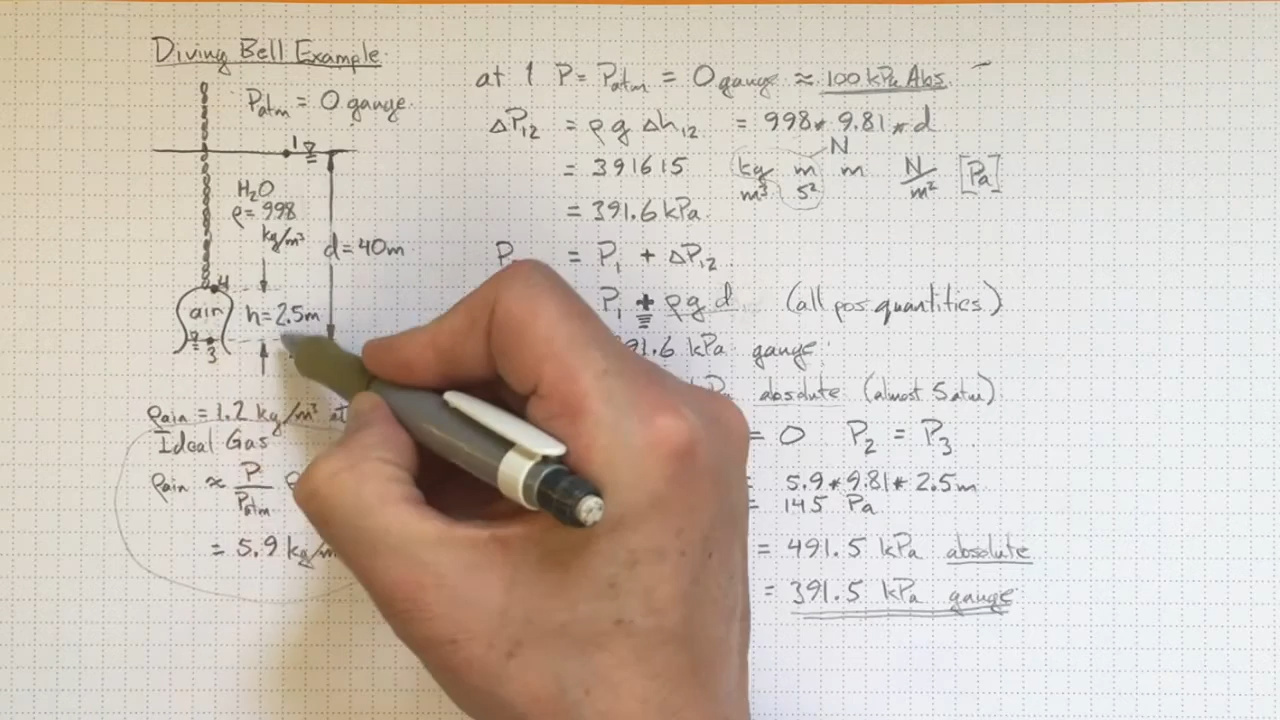 Diving Bell Example
Patm = 0 gauge
1
H2O
ρ = 998
kg/m³
d = 40m
4
air
h = 2.5m
2
3
ρair = 1.2 kg/m³ at
Ideal Gas
ρair ≈ P/Patm
= 5.9 kg/m
at 1 P = Patm = 0 gauge ≈ 100 kPa Abs.
ΔP12 = ρ g Δh12 = 998 * 9.81 * d
N
= 391615 kg/m³ m/s² m N/m² [Pa]
= 391.6 kPa
P = P1 + ΔP12
P1 + ρ g d (all pos quantities)
91.6 kPa gauge
absolute (almost 5 atm)
= 0 P2 = P3
= 5.9 * 9.81 * 2.5m
= 145 Pa
= 491.5 kPa absolute
= 391.5 kPa gauge